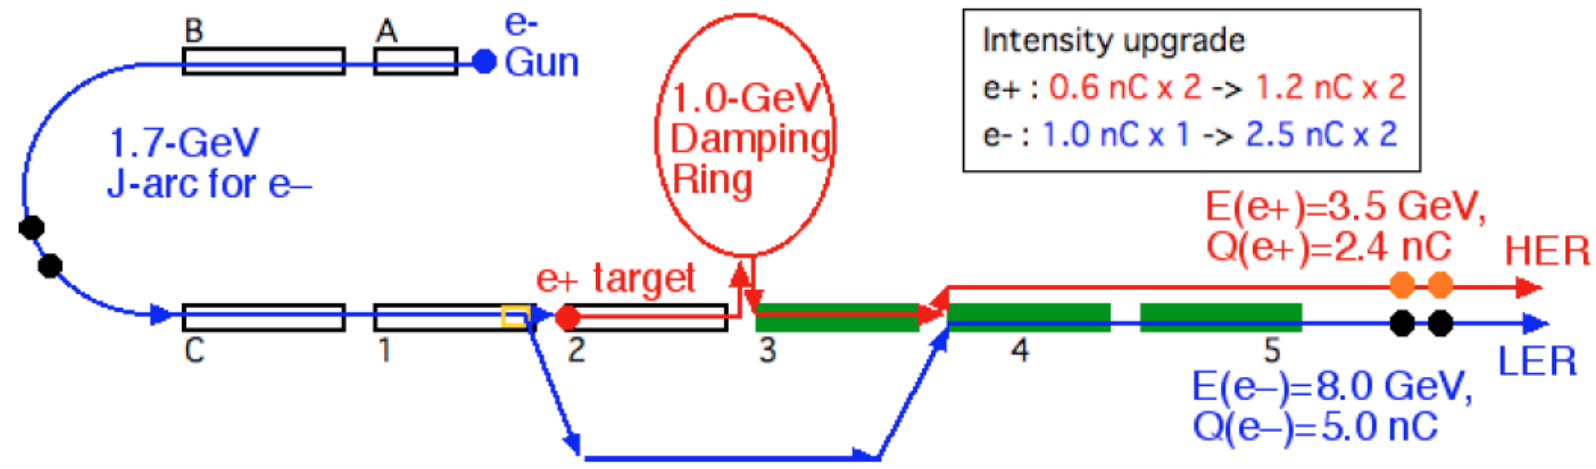 B
A
e-
Gun
1.7-GeV
J-arc for e–
1.0-GeV
Damping
Ring
Intensity upgrade
e+ : 0.6 nC x 2 -> 1.2 nC x 2
e- : 1.0 nC x 1 -> 2.5 nC x 2
E(e+)=3.5 GeV,
Q(e+)=2.4 nC
HER
e+ target
C
1
2
3
4
5
LER
E(e–)=8.0 GeV,
Q(e–)=5.0 nC